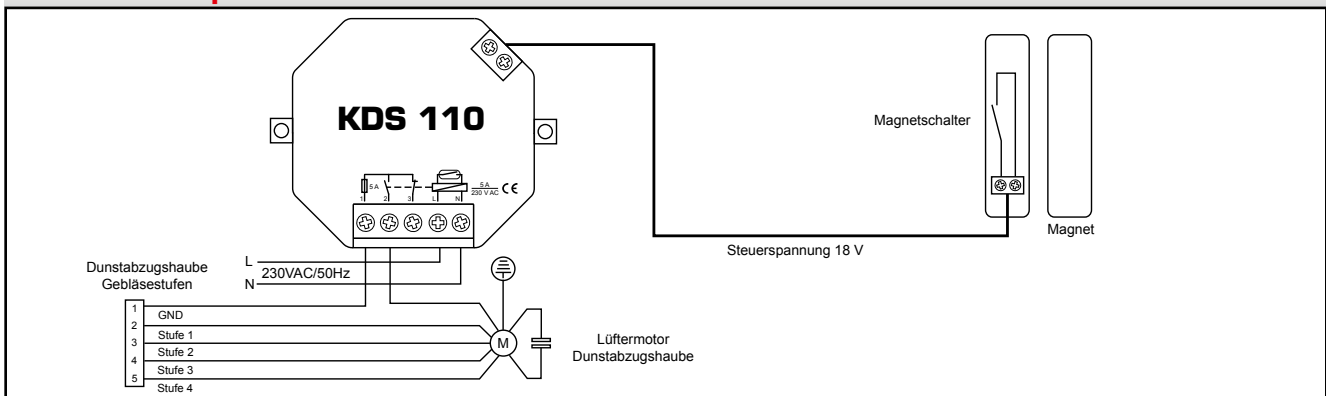 KDS 110
5 A
1 2 3 L N
5 A
230 V AC
CE
Magnetschalter
Magnet
Steuerspannung 18 V
Dunstabzugshaube
Gebläsestufen
L
230VAC/50Hz
N
1
GND
2
Stufe 1
3
Stufe 2
4
Stufe 3
5
Stufe 4
M
Lüftermotor
Dunstabzugshaube